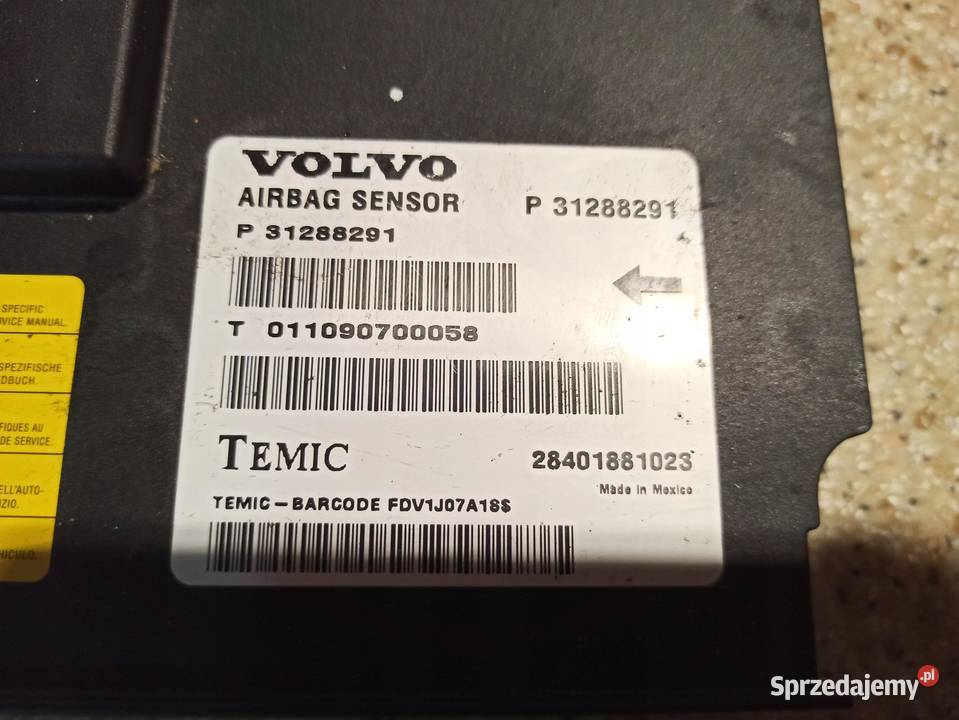 VOLVO
AIRBAG SENSOR
P 31288291
P 31288291
T 011090700058
TEMIC
28401881023
Made in Mexico
TEMIC-BARCODE FDV1J07A18$
SPECIFIC
VICE MANUAL.
SPEZIFISCHE
DBUCH.
FIQUES AU
DE SERVICE.
ELL'AUTO-
ZIO.
HICULO.
Sprzedajemy.pl